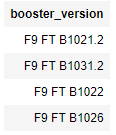 booster_version
F9 FT B1021.2
F9 FT B1031.2
F9 FT B1022
F9 FT B1026